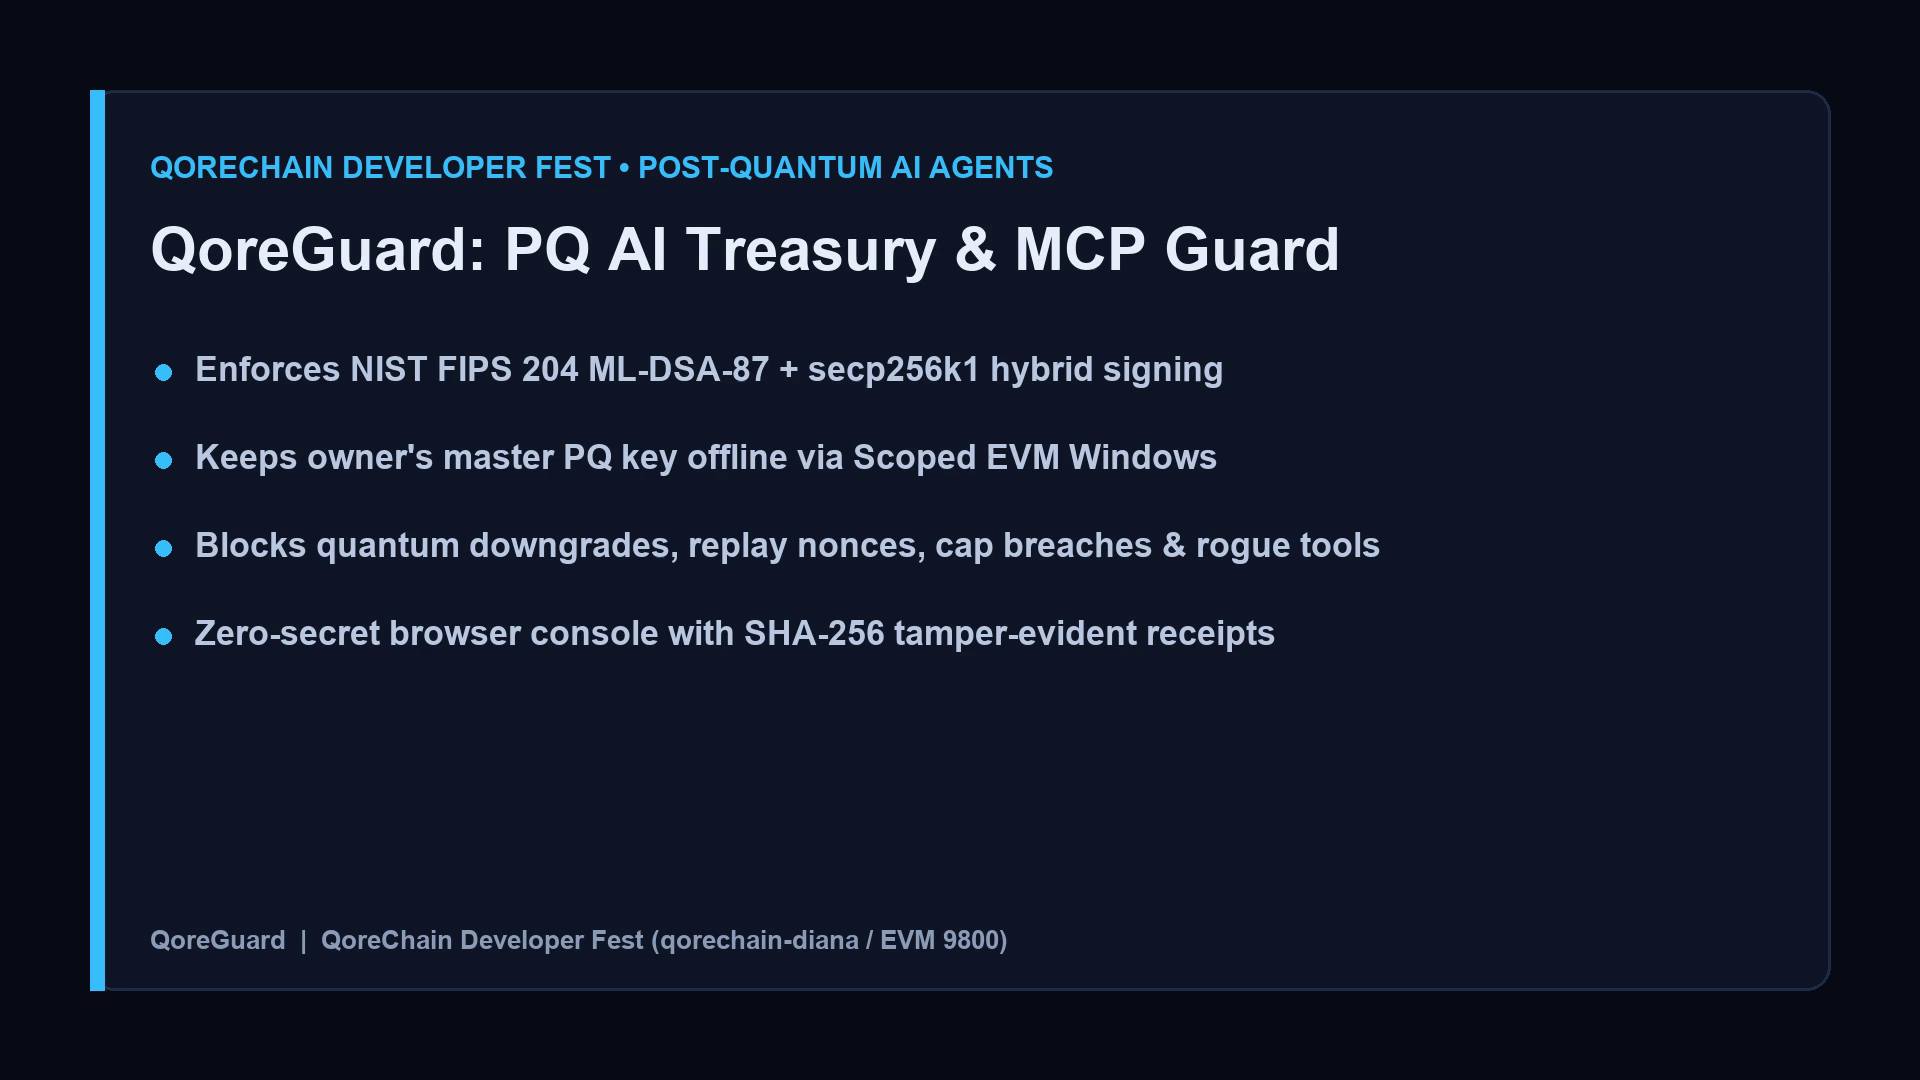 QORECHAIN DEVELOPER FEST • POST-QUANTUM AI AGENTS
QoreGuard: PQ AI Treasury & MCP Guard
Enforces NIST FIPS 204 ML-DSA-87 + secp256k1 hybrid signing
Keeps owner's master PQ key offline via Scoped EVM Windows
Blocks quantum downgrades, replay nonces, cap breaches & rogue tools
Zero-secret browser console with SHA-256 tamper-evident receipts
QoreGuard | QoreChain Developer Fest (qorechain-diana / EVM 9800)